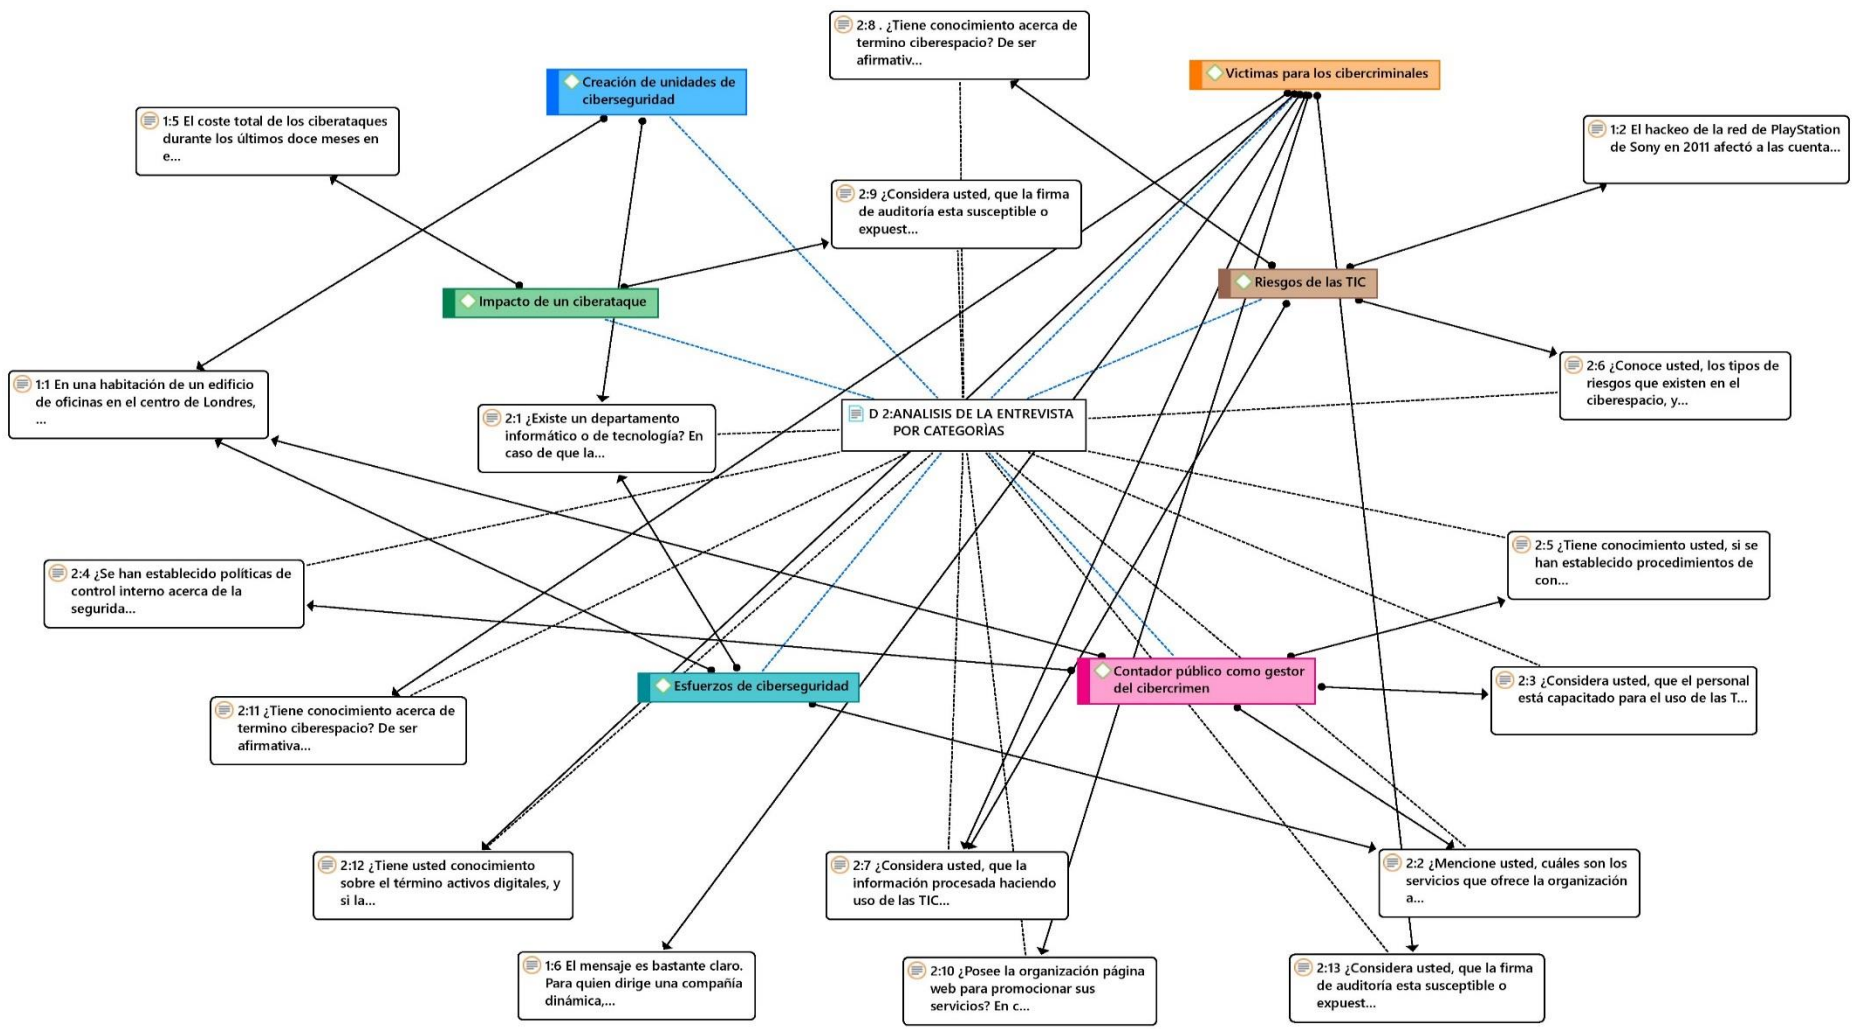 2:8 . ¿Tiene conocimiento acerca de
termino ciberespacio? De ser
afirmativ...
Creación de unidades de
ciberseguridad
Victimas para los cibercriminales
1:5 El coste total de los ciberataques
durante los últimos doce meses en
e...
1:2 El hackeo de la red de PlayStation
de Sony en 2011 afectó a las cuenta...
2:9 ¿Considera usted, que la firma
de auditoría esta susceptible o
expuest...
Riesgos de las TIC
Impacto de un ciberataque
2:6 ¿Conoce usted, los tipos de
riesgos que existen en el
ciberespacio, y...
1:1 En una habitación de un edificio
de oficinas en el centro de Londres,
...
2:1 ¿Existe un departamento
informático o de tecnología? En
caso de que la...
D 2:ANALISIS DE LA ENTREVISTA
POR CATEGORÌAS
2:5 ¿Tiene conocimiento usted, si se
han establecido procedimientos de
con...
2:4 ¿Se han establecido políticas de
control interno acerca de la
segurida...
Esfuerzos de ciberseguridad
Contador público como gestor
del cibercrimen
2:3 ¿Considera usted, que el personal
está capacitado para el uso de las T...
2:11 ¿Tiene conocimiento acerca de
termino ciberespacio? De ser
afirmativa...
2:12 ¿Tiene usted conocimiento
sobre el término activos digitales, y
si la...
2:7 ¿Considera usted, que la
información procesada haciendo
uso de las TIC...
2:2 ¿Mencione usted, cuáles son los
servicios que ofrece la organización
a...
1:6 El mensaje es bastante claro.
Para quien dirige una compañía
dinámica,...
2:10 ¿Posee la organización página
web para promocionar sus
servicios? En c...
2:13 ¿Considera usted, que la firma
de auditoría esta susceptible o
expuest...